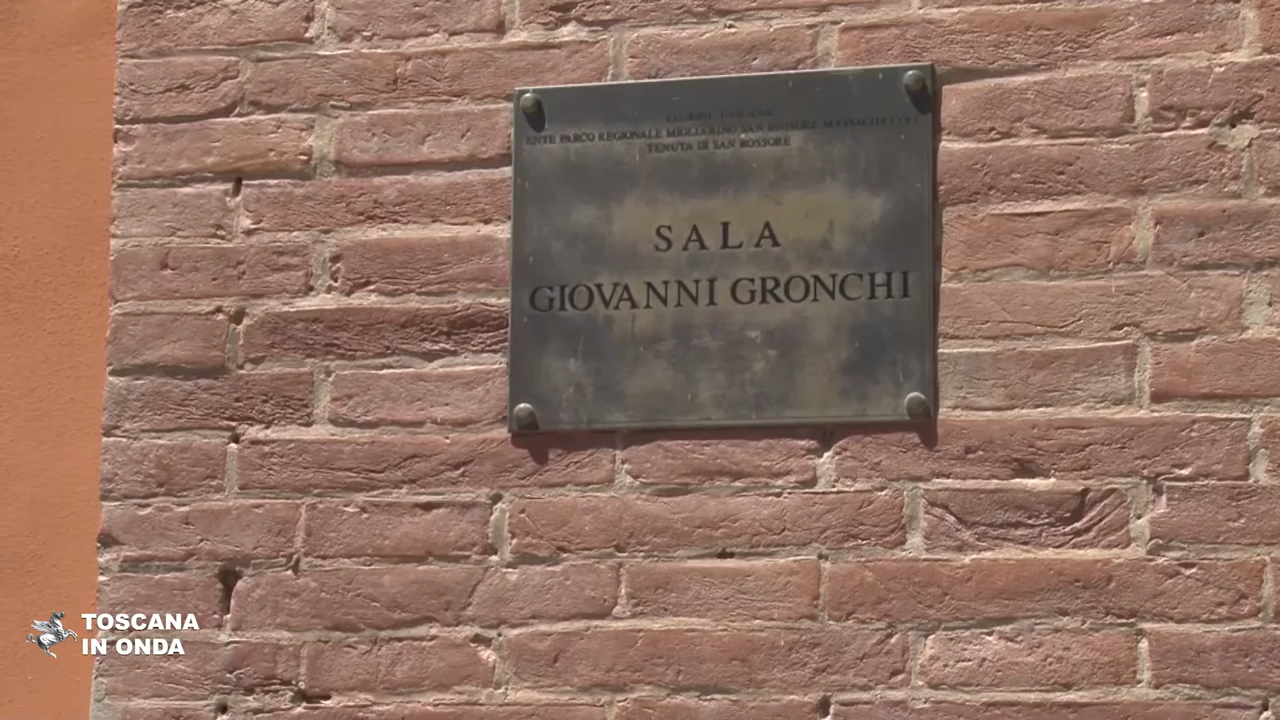 REGIONE TOSCANA
ENTE PARCO REGIONALE MIGLIARINO SAN ROSSORE MASSACIUCCOLI
TENUTA DI SAN ROSSORE
SALA
GIOVANNI GRONCHI
TOSCANA
IN ONDA